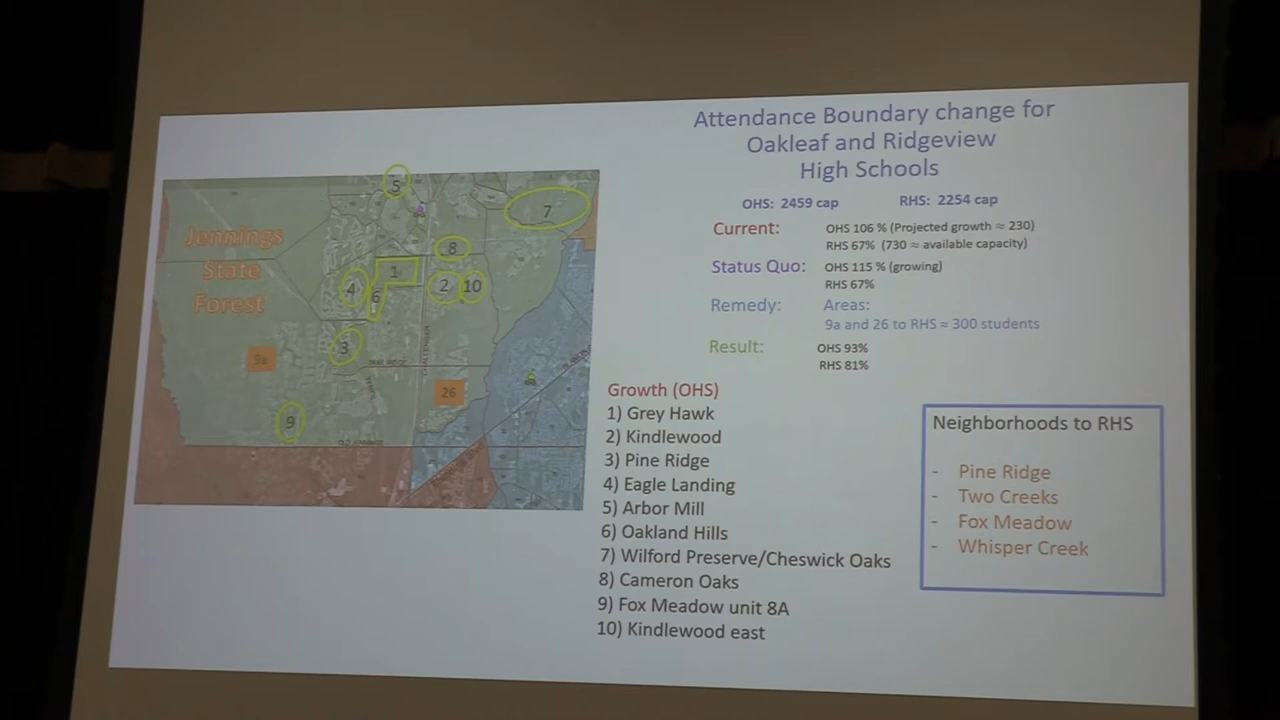 Attendance Boundary change for
Oakleaf and Ridgeview
High Schools
OHS: 2459 cap RHS: 2254 cap
Current: OHS 106 % (Projected growth ≈ 230)
RHS 67% (730 ≈ available capacity)
Status Quo: OHS 115 % (growing)
RHS 67%
Remedy: Areas:
9a and 26 to RHS ≈ 300 students
Result: OHS 93%
RHS 81%
Jennings
State
Forest
5
7
8
1
4
6
2
10
3
9a
26
9
OLD JENNINGS
CHALLENGER
Growth (OHS)
1) Grey Hawk
2) Kindlewood
3) Pine Ridge
4) Eagle Landing
5) Arbor Mill
6) Oakland Hills
7) Wilford Preserve/Cheswick Oaks
8) Cameron Oaks
9) Fox Meadow unit 8A
10) Kindlewood east
Neighborhoods to RHS
- Pine Ridge
- Two Creeks
- Fox Meadow
- Whisper Creek